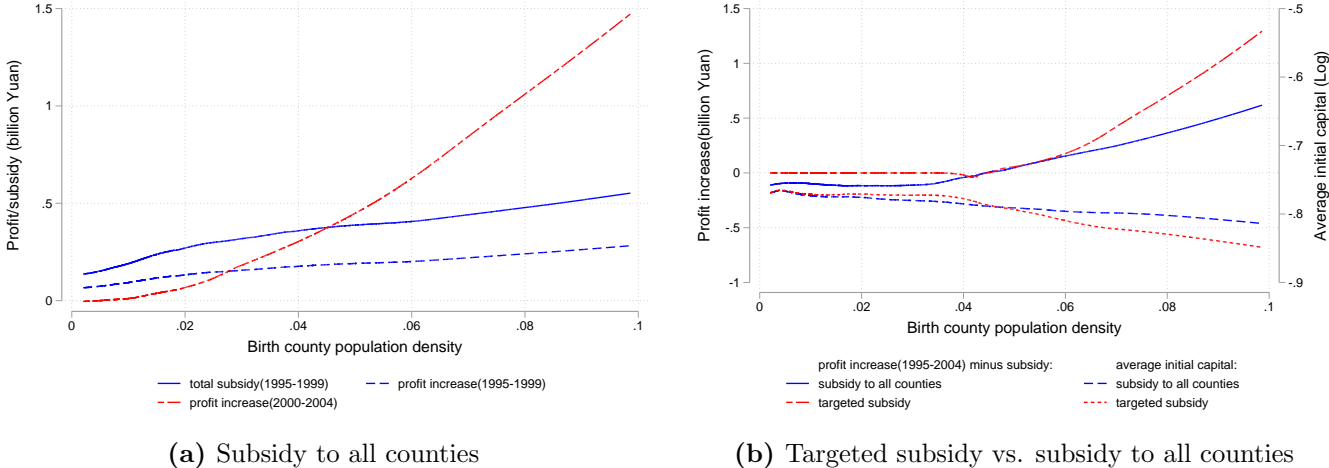 1.5
1
.5
0
Profit/subsidy (billion Yuan)
0
.02
.04
.06
.08
.1
Birth county population density
total subsidy(1995-1999)
profit increase(1995-1999)
profit increase(2000-2004)
(a) Subsidy to all counties
1.5
1
.5
0
-.5
-1
Profit increase(billion Yuan)
-.5
-.6
-.7
-.8
-.9
Average initial capital (Log)
0
.02
.04
.06
.08
.1
Birth county population density
profit increase(1995-2004) minus subsidy:
average initial capital:
subsidy to all counties
subsidy to all counties
targeted subsidy
targeted subsidy
(b) Targeted subsidy vs. subsidy to all counties